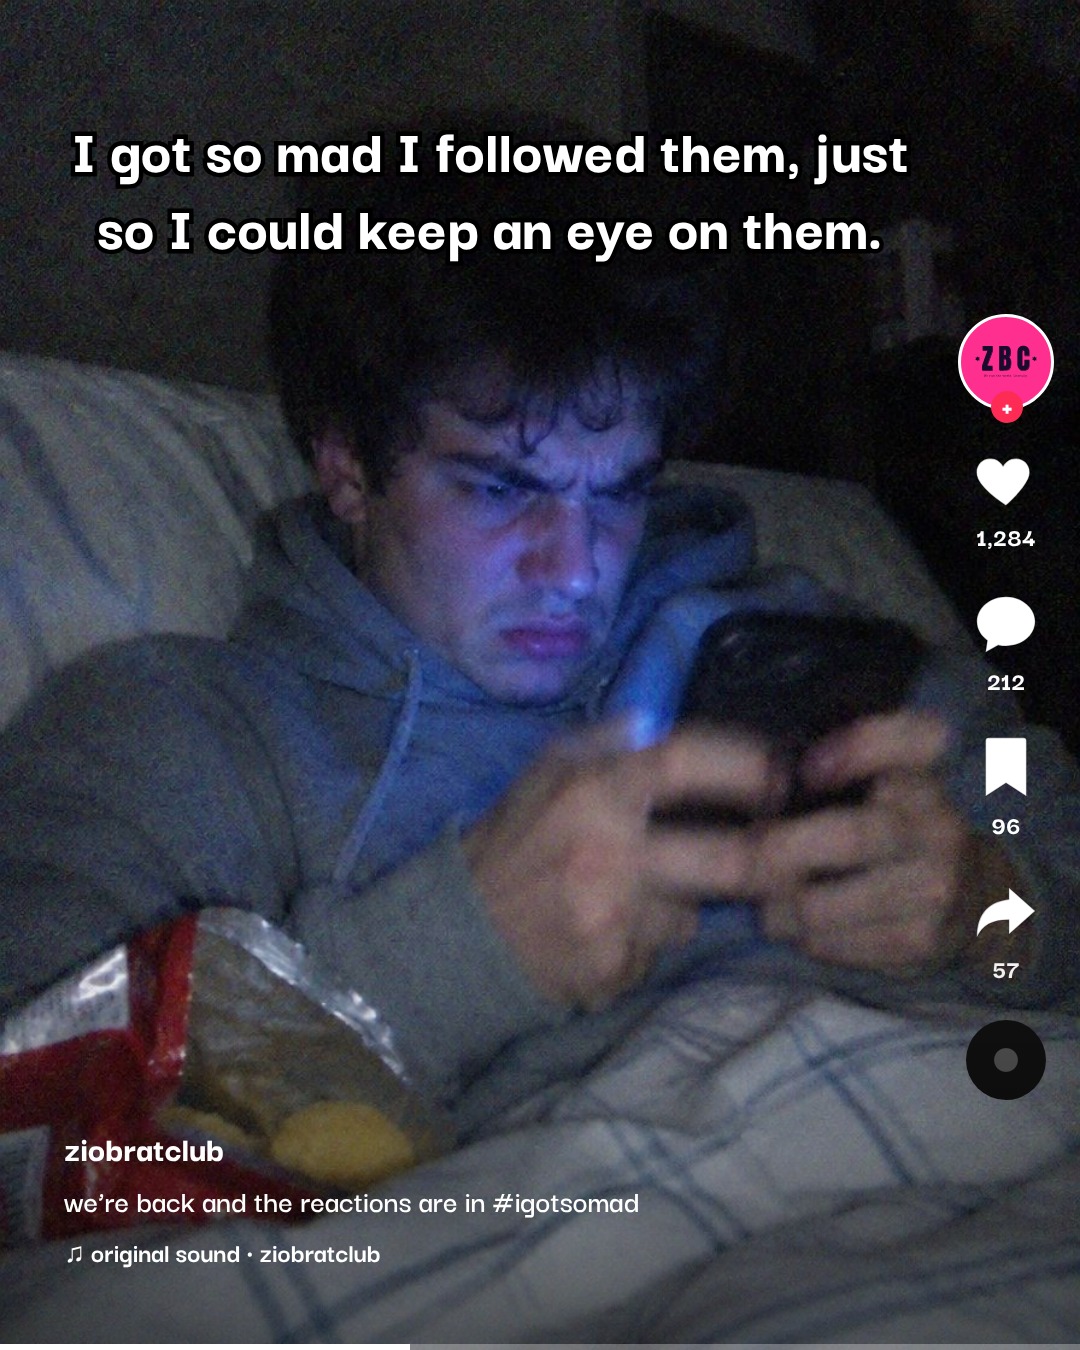 I got so mad I followed them, just
so I could keep an eye on them.
·ZBC·
+
1,284
212
96
57
ziobratclub
we’re back and the reactions are in #igotsomad
♫ original sound • ziobratclub